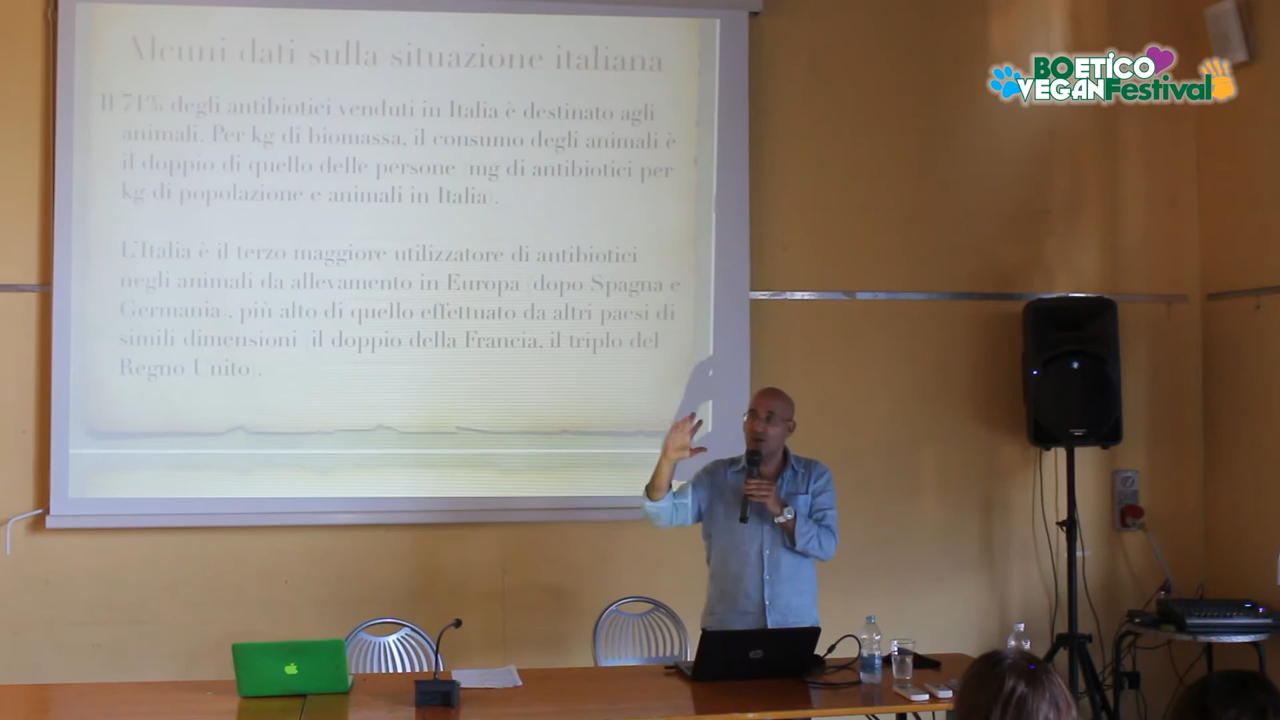 Alcuni dati sulla situazione italiana
Il 71% degli antibiotici venduti in Italia è destinato agli
animali. Per kg di biomassa, il consumo degli animali è
il doppio di quello delle persone (mg di antibiotici per
kg di popolazione e animali in Italia).
L'Italia è il terzo maggiore utilizzatore di antibiotici
negli animali da allevamento in Europa (dopo Spagna e
Germania), più alto di quello effettuato da altri paesi di
simili dimensioni (il doppio della Francia, il triplo del
Regno Unito).
BOETICO
VEGANFestival